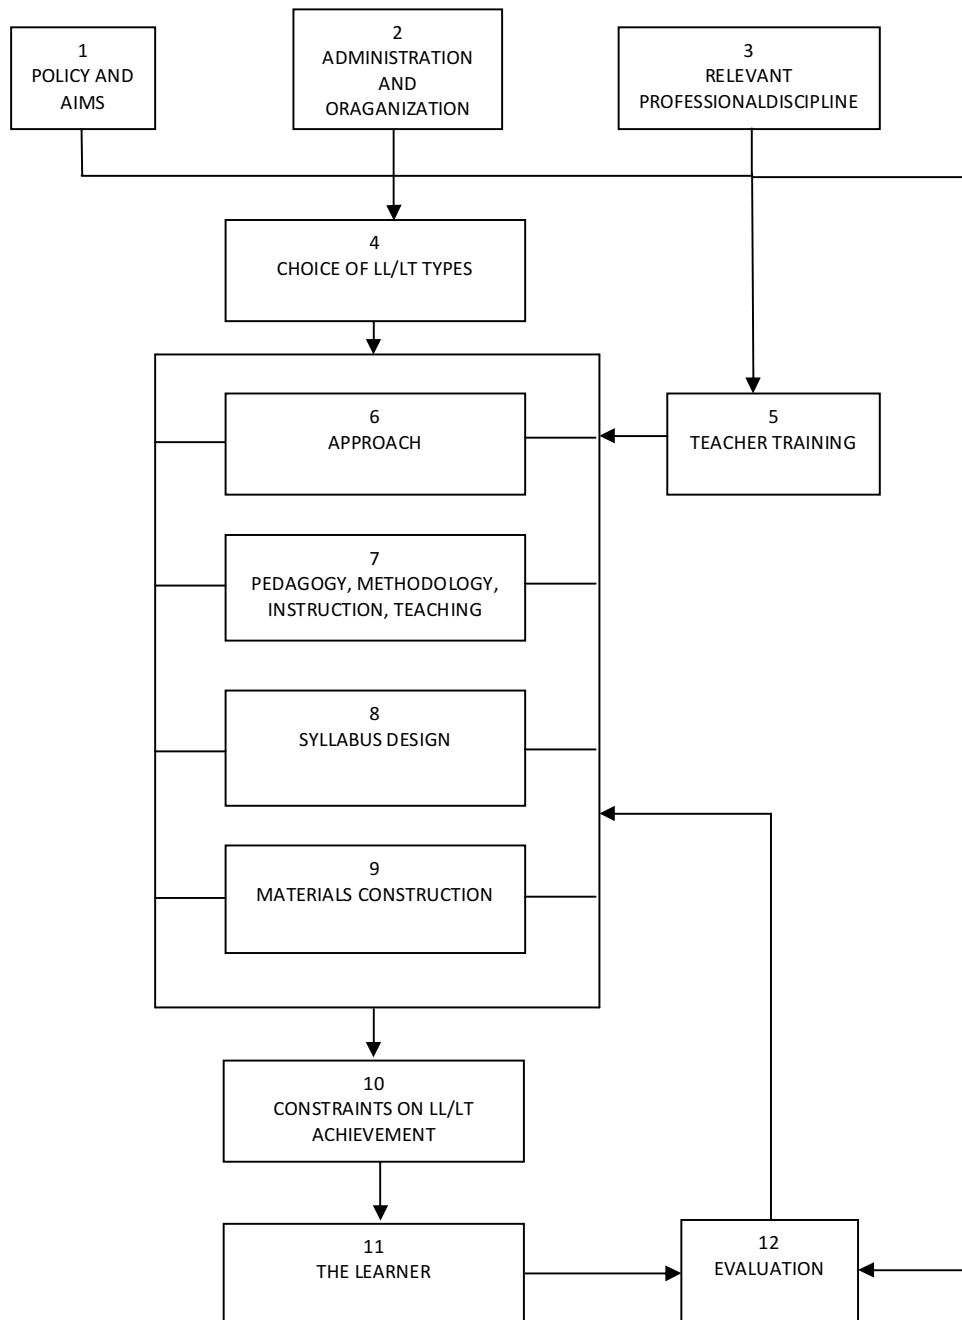 1
POLICY AND
AIMS
2
ADMINISTRATION
AND
ORAGANIZATION
3
RELEVANT
PROFESSIONALDISCIPLINE
4
CHOICE OF LL/LT TYPES
5
TEACHER TRAINING
6
APPROACH
7
PEDAGOGY, METHODOLOGY,
INSTRUCTION, TEACHING
8
SYLLABUS DESIGN
9
MATERIALS CONSTRUCTION
10
CONSTRAINTS ON LL/LT
ACHIEVEMENT
11
THE LEARNER
12
EVALUATION